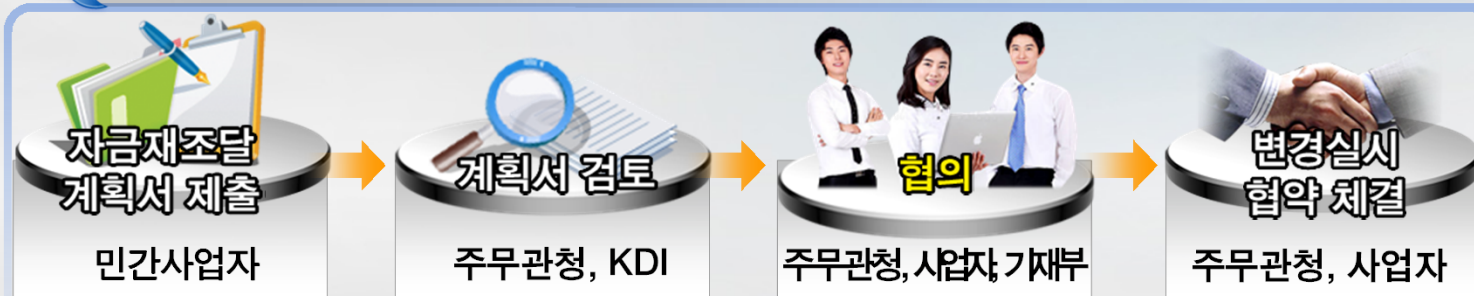 자금재조달
계획서 제출
민간사업자
계획서 검토
주무관청, KDI
협의
주무관청, 사업자, 기재부
변경실시
협약 체결
주무관청, 사업자